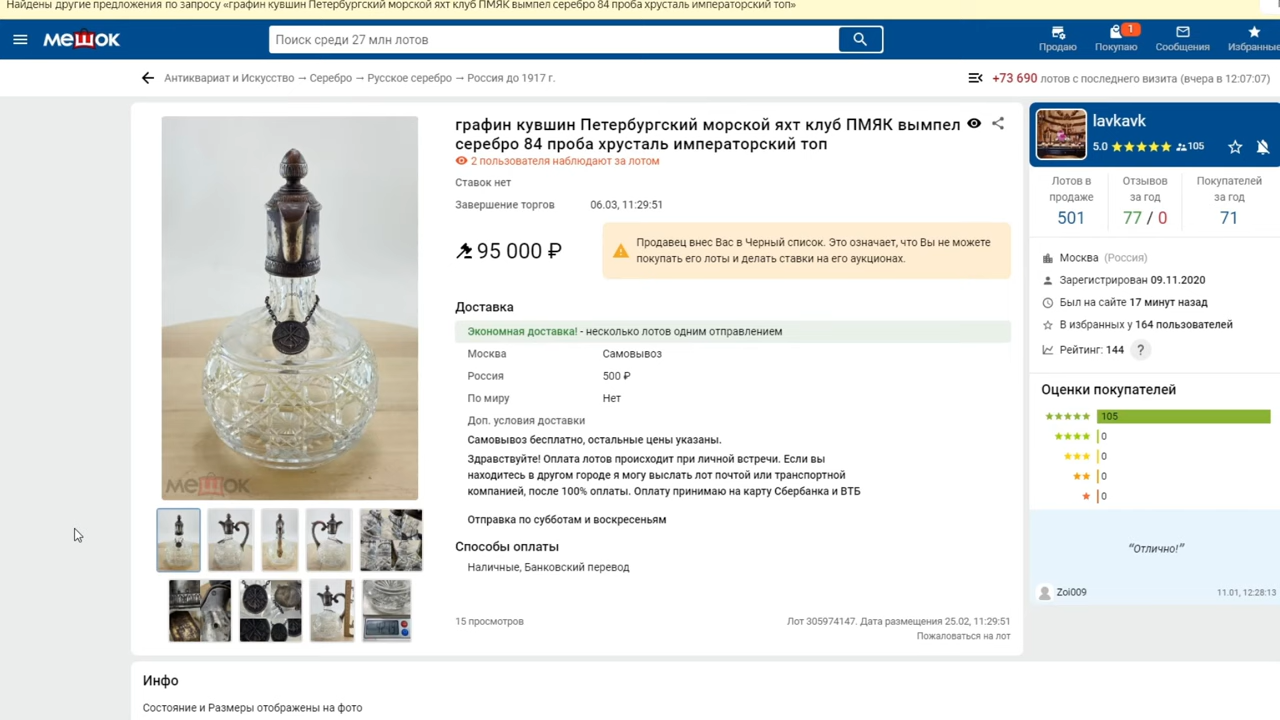 Найдены другие предложения по запросу «графин кувшин Петербургский морской яхт клуб ПМЯК вымпел серебро 84 проба хрусталь императорский топ»
мешок
Поиск среди 27 млн лотов
Продаю
Покупаю
1
Сообщения
Избранные
Антиквариат и Искусство → Серебро → Русское серебро → Россия до 1917 г.
+73 690 лотов с последнего визита (вчера в 12:07:07)
графин кувшин Петербургский морской яхт клуб ПМЯК вымпел
серебро 84 проба хрусталь императорский топ
2 пользователя наблюдают за лотом
Ставок нет
Завершение торгов 06.03, 11:29:51
95 000 ₽
Продавец внес Вас в Черный список. Это означает, что Вы не можете
покупать его лоты и делать ставки на его аукционах.
Доставка
Экономная доставка! - несколько лотов одним отправлением
Москва Самовывоз
Россия 500 ₽
По миру Нет
Доп. условия доставки
Самовывоз бесплатно, остальные цены указаны.
Здравствуйте! Оплата лотов происходит при личной встрече. Если вы
находитесь в другом городе я могу выслать лот почтой или транспортной
компанией, после 100% оплаты. Оплату принимаю на карту Сбербанка и ВТБ
Отправка по субботам и воскресеньям
Способы оплаты
Наличные, Банковский перевод
15 просмотров
Лот 305974147. Дата размещения 25.02, 11:29:51
Пожаловаться на лот
мешок
Инфо
Состояние и Размеры отображены на фото
lavkavk
5.0 105
Лотов в
продаже
501
Отзывов
за год
77 / 0
Покупателей
за год
71
Москва (Россия)
Зарегистрирован 09.11.2020
Был на сайте 17 минут назад
В избранных у 164 пользователей
Рейтинг: 144 ?
Оценки покупателей
105
0
0
0
0
“Отлично!”
Zoi009 11.01, 12:28:13